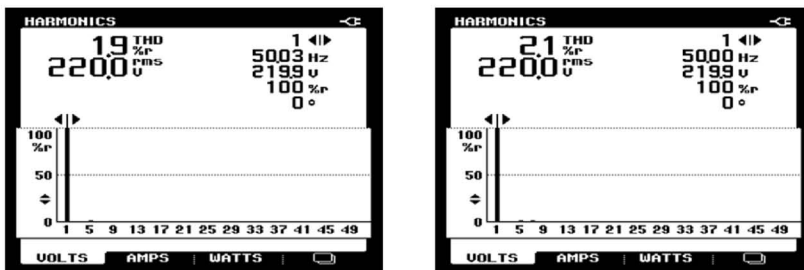 HARMONICS
1.9 THD %r
220.0 rms V
1
50.03 Hz
219.9 V
100 %r
0 °
100
%r
50
0
1 5 9 13 17 21 25 29 33 37 41 45 49
VOLTS AMPS WATTS
HARMONICS
2.1 THD %r
220.0 rms V
1
50.00 Hz
219.9 V
100 %r
0 °
100
%r
50
0
1 5 9 13 17 21 25 29 33 37 41 45 49
VOLTS AMPS WATTS